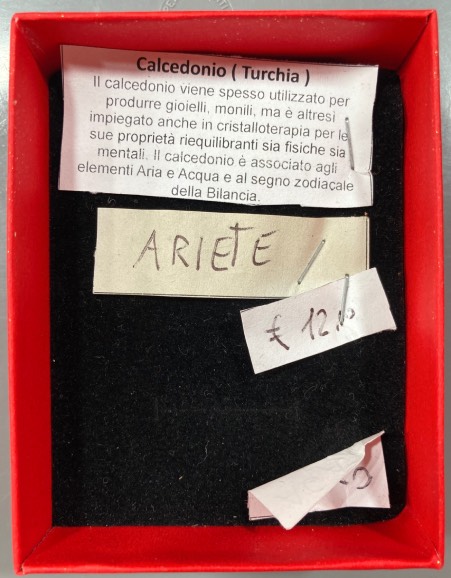 Calcedonio ( Turchia )
Il calcedonio viene spesso utilizzato per
produrre gioielli, monili, ma è altresì
impiegato anche in cristalloterapia per le
sue proprietà riequilibranti sia fisiche sia
mentali. Il calcedonio è associato agli
elementi Aria e Acqua e al segno zodiacale
della Bilancia.
ARIETE
€ 12,